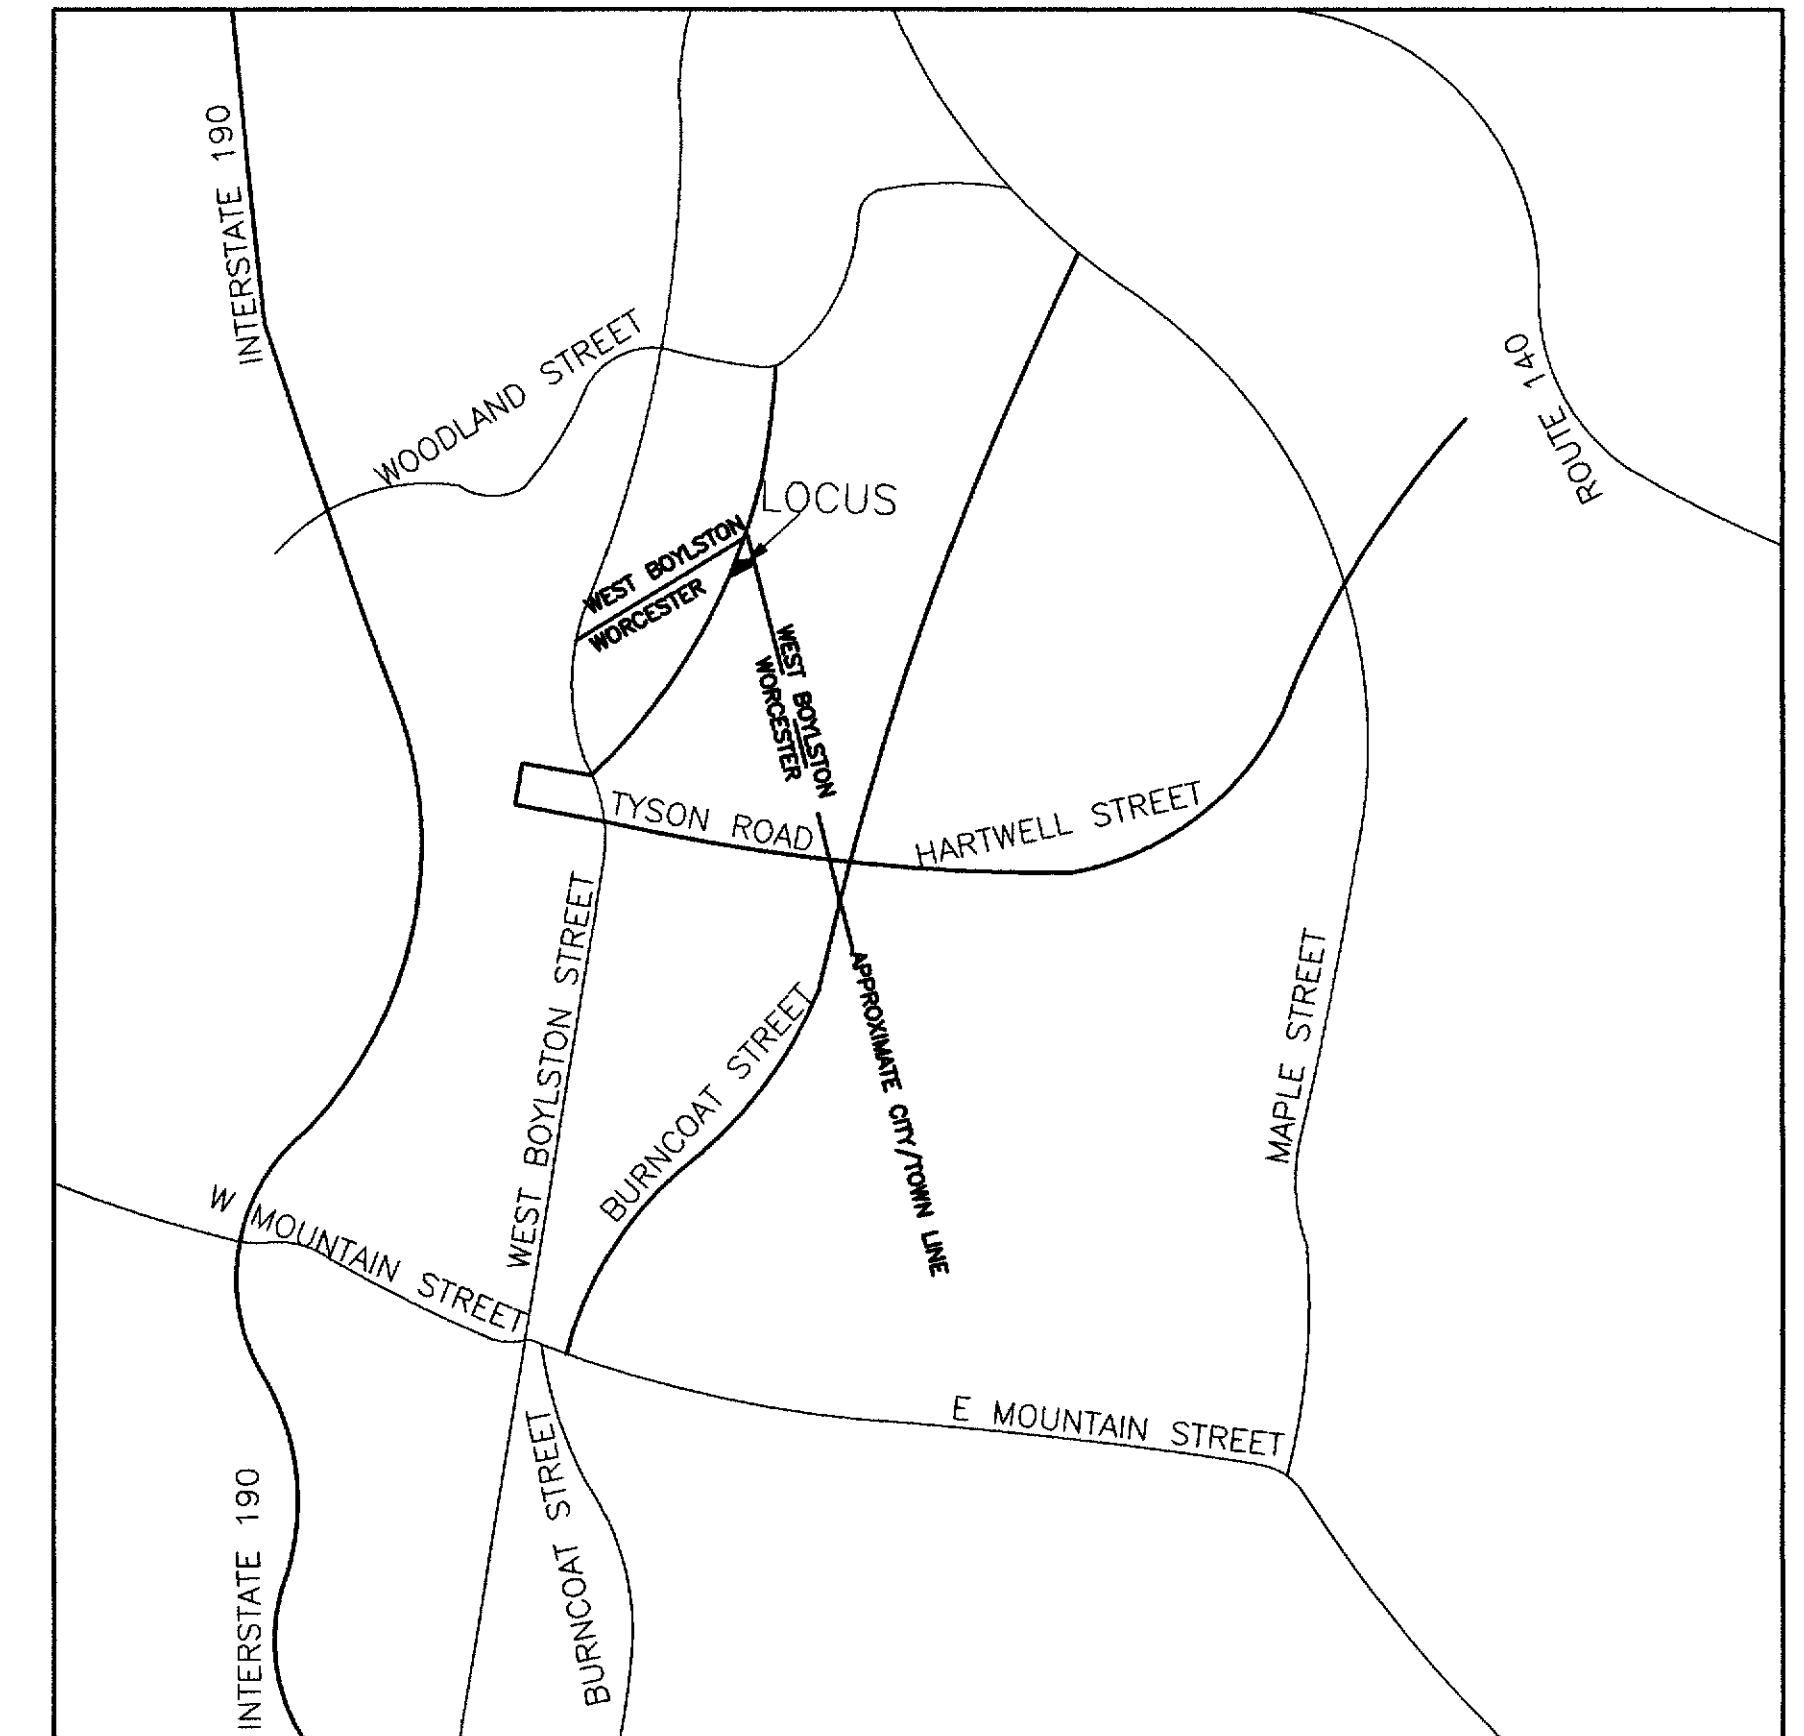 INTERSTATE 190
WOODLAND STREET
ROUTE 140
LOCUS
WEST BOYLSTON
WORCESTER
WEST BOYLSTON
WORCESTER
TYSON ROAD
HARTWELL STREET
WEST BOYLSTON STREET
BURNCOAT STREET
APPROXIMATE CITY/TOWN LINE
MAPLE STREET
W MOUNTAIN STREET
E MOUNTAIN STREET
INTERSTATE 190
BURNCOAT STREET